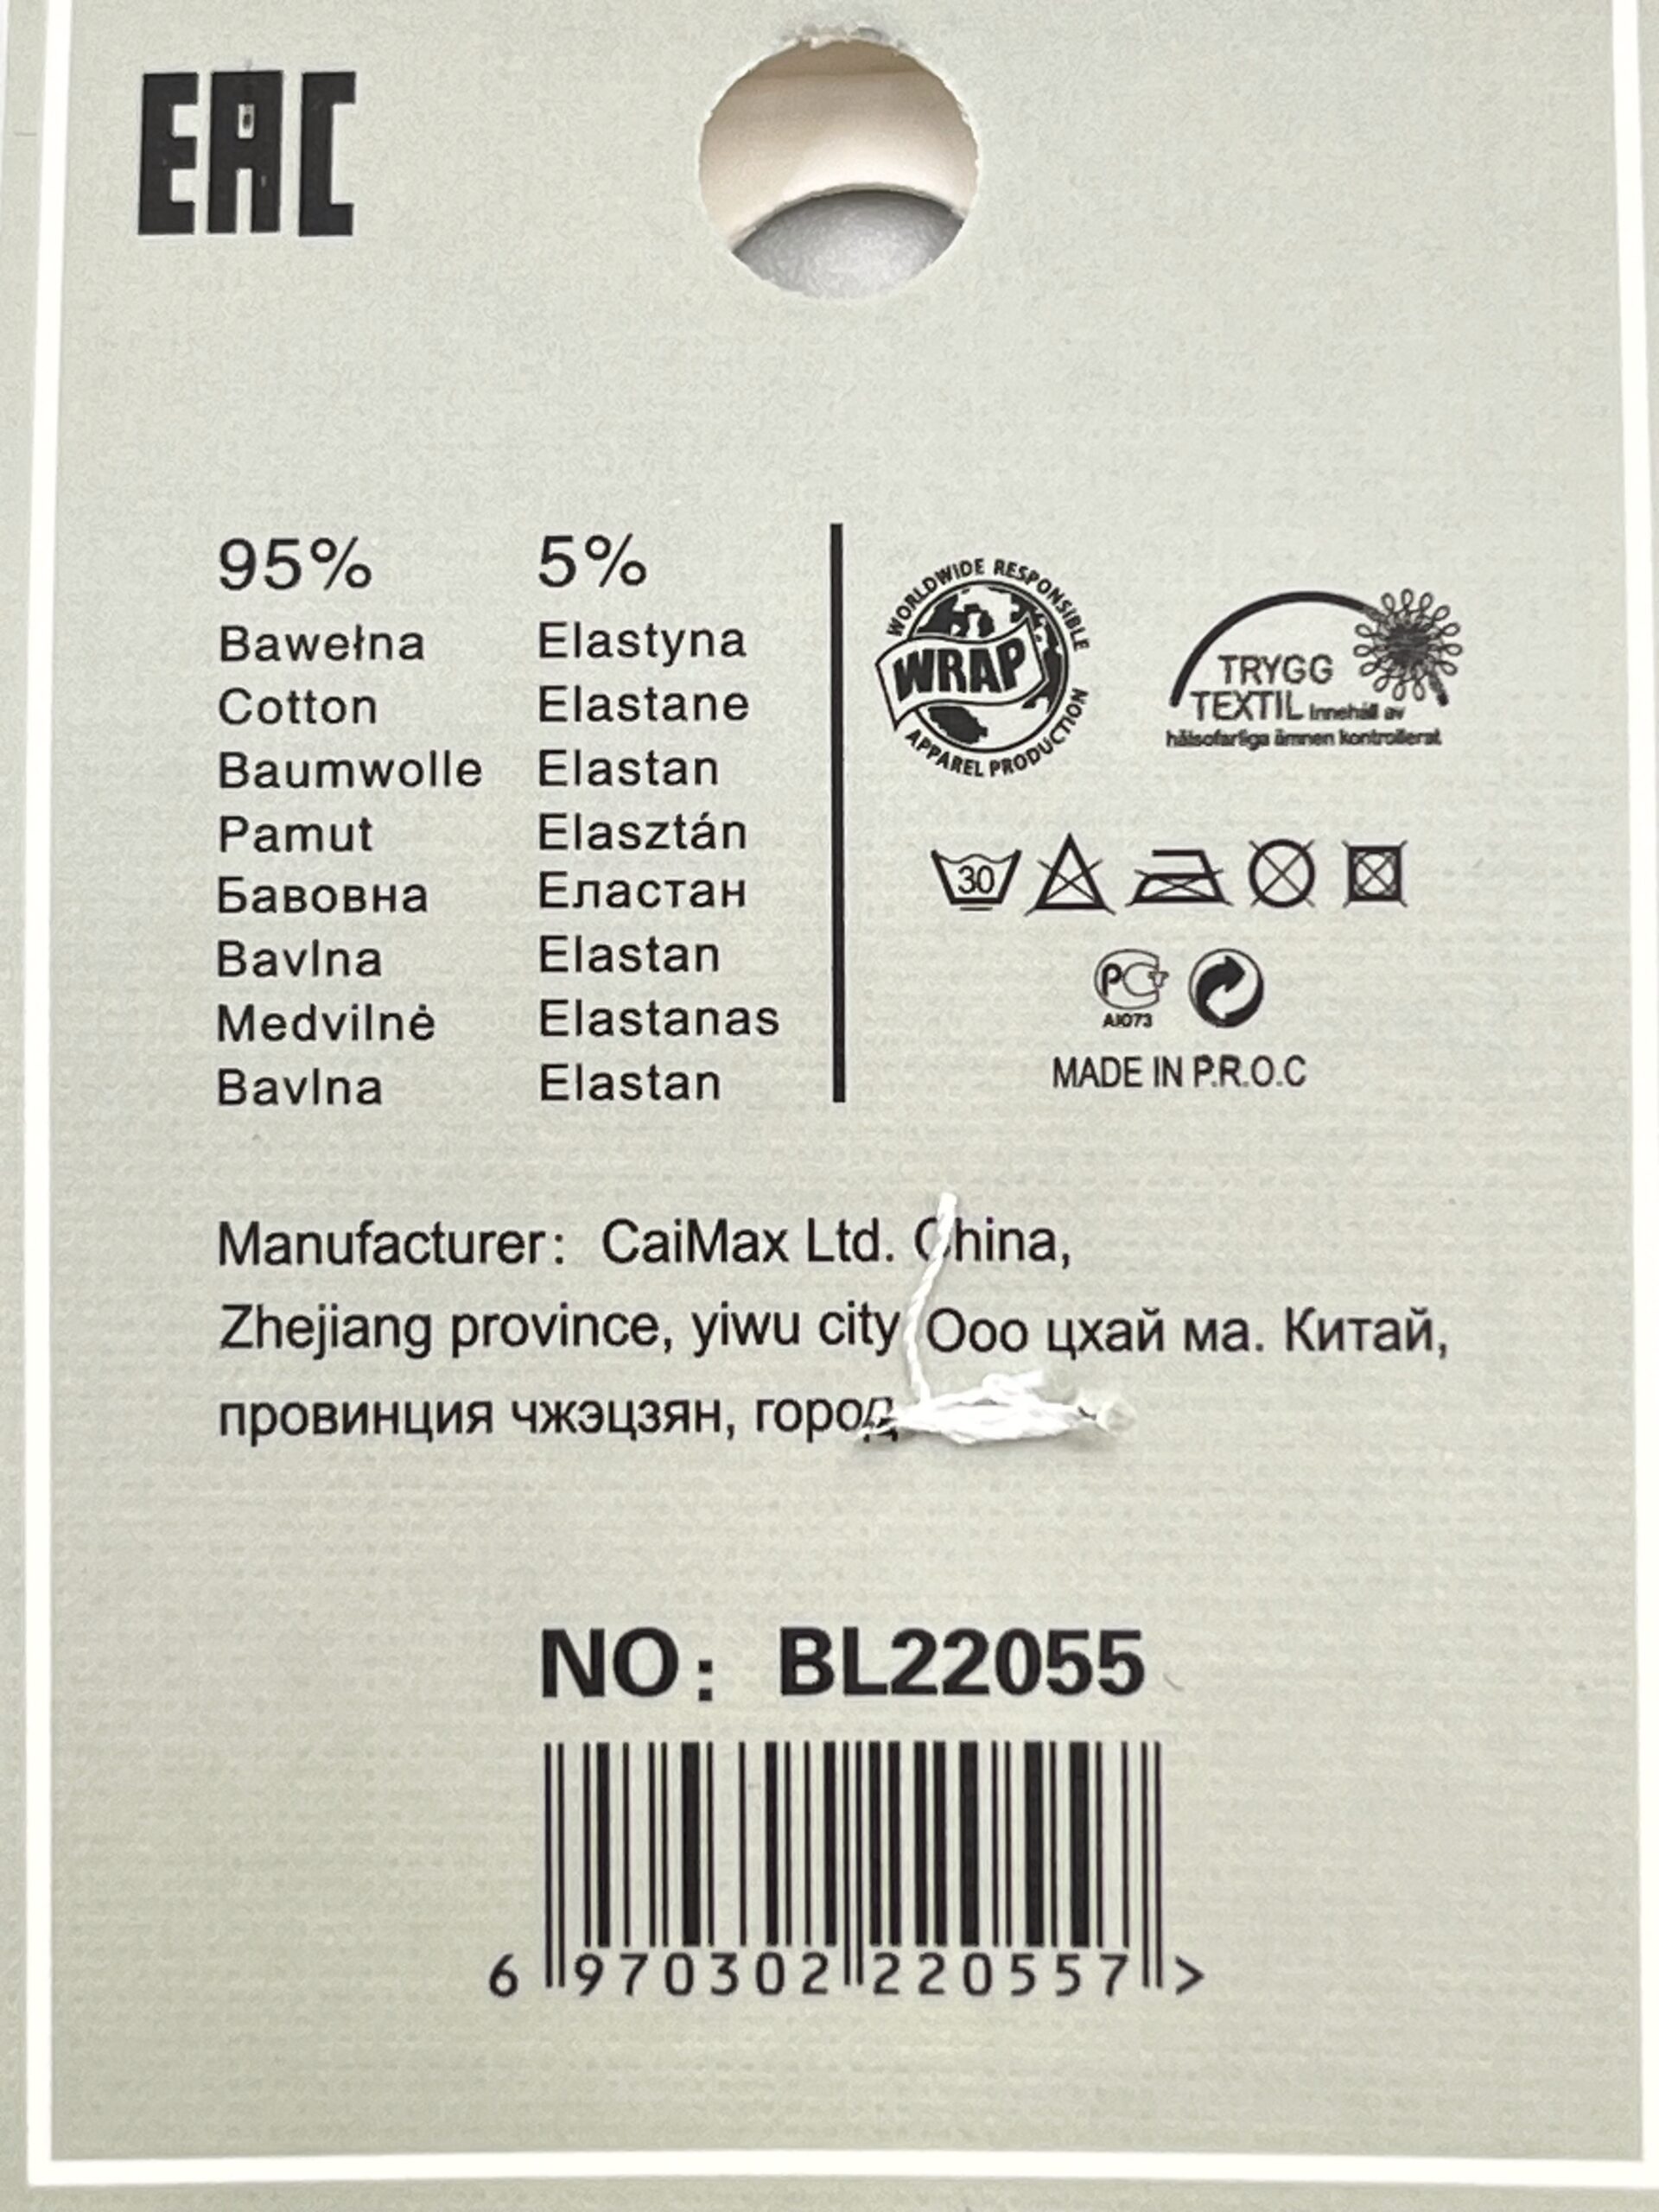 EAC
95% 5%
Bawełna Elastyna
Cotton Elastane
Baumwolle Elastan
Pamut Elasztán
Бавовна Еластан
Bavlna Elastan
Medvilnė Elastanas
Bavlna Elastan
WORLDWIDE RESPONSIBLE
WRAP
APPAREL PRODUCTION
TRYGG
TEXTIL Innehåll av
hälsofarliga ämnen kontrollerat
30
PCT
АЮ73
MADE IN P.R.O.C
Manufacturer: CaiMax Ltd. China,
Zhejiang province, yiwu city Ооо цхай ма. Китай,
провинция чжэцзян, город
NO: BL22055
6 970302 220557 >